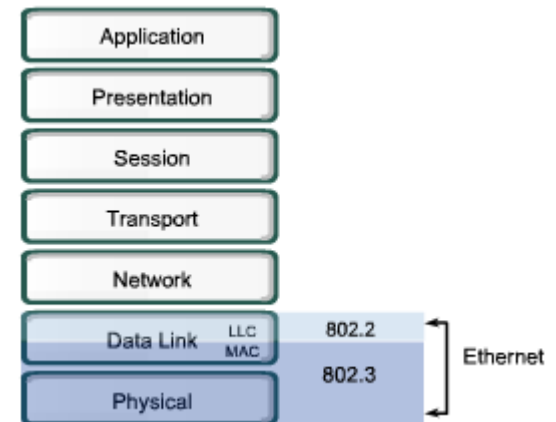 Application
Presentation
Session
Transport
Network
Data Link LLC 802.2
MAC
802.3
Ethernet
Physical